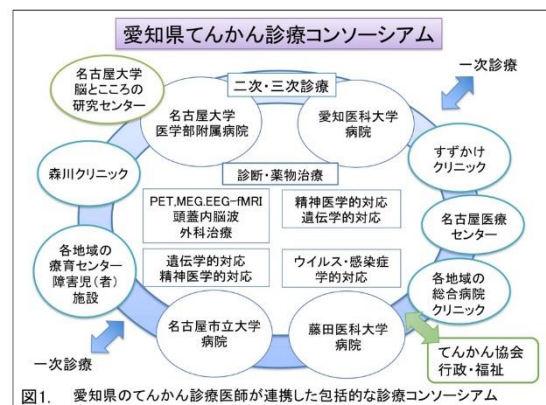 愛知県てんかん診療コンソーシアム
名古屋大学
脳とこころの
研究センター
二次・三次診療
一次診療
名古屋大学
医学部附属病院
愛知医科大学
病院
森川クリニック
診断・薬物治療
すずかけ
クリニック
PET,MEG.EEG-fMRI
頭蓋内脳波
外科治療
精神医学的対応
遺伝学的対応
名古屋医療
センター
各地域の
療育センター
障害児(者)
施設
遺伝学的対応
精神医学的対応
ウイルス・感染症
学的対応
各地域の
総合病院
クリニック
名古屋市立大学
病院
藤田医科大学
病院
一次診療
てんかん協会
行政・福祉
図1. 愛知県のてんかん診療医師が連携した包括的な診療コンソーシアム